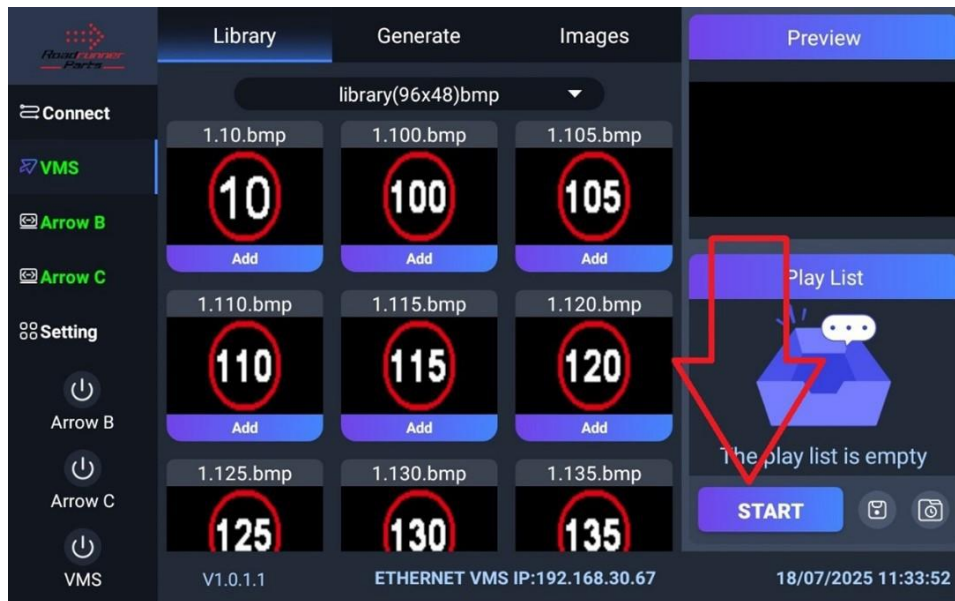 Roadrunner
Parts
Connect
VMS
Arrow B
Arrow C
Setting
Arrow B
Arrow C
VMS
Library Generate Images
library(96x48)bmp
1.10.bmp 1.100.bmp 1.105.bmp
10 100 105
Add Add Add
1.110.bmp 1.115.bmp 1.120.bmp
110 115 120
Add Add Add
1.125.bmp 1.130.bmp 1.135.bmp
125 130 135
Preview
Play List
The play list is empty
START
V1.0.1.1 ETHERNET VMS IP:192.168.30.67 18/07/2025 11:33:52